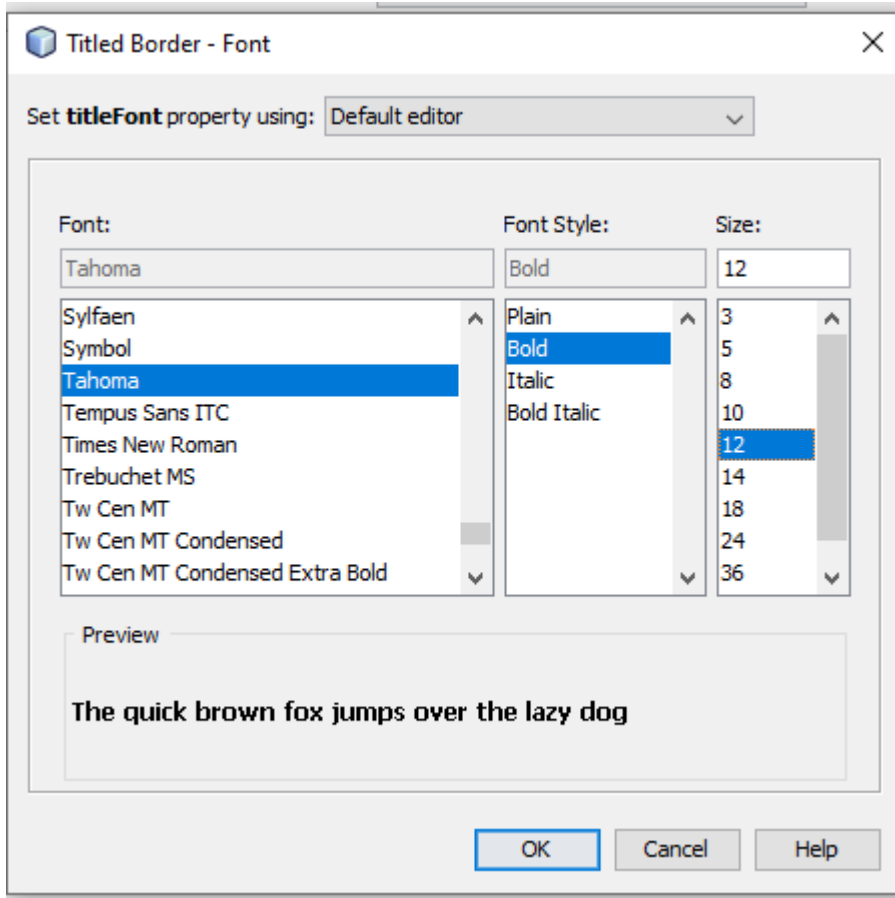 Titled Border - Font
Set titleFont property using: Default editor
Font: Font Style: Size:
Tahoma Bold 12
Sylfaen Plain 3
Symbol Bold 5
Tahoma Italic 8
Tempus Sans ITC Bold Italic 10
Times New Roman 12
Trebuchet MS 14
Tw Cen MT 18
Tw Cen MT Condensed 24
Tw Cen MT Condensed Extra Bold 36
Preview
The quick brown fox jumps over the lazy dog
OK Cancel Help